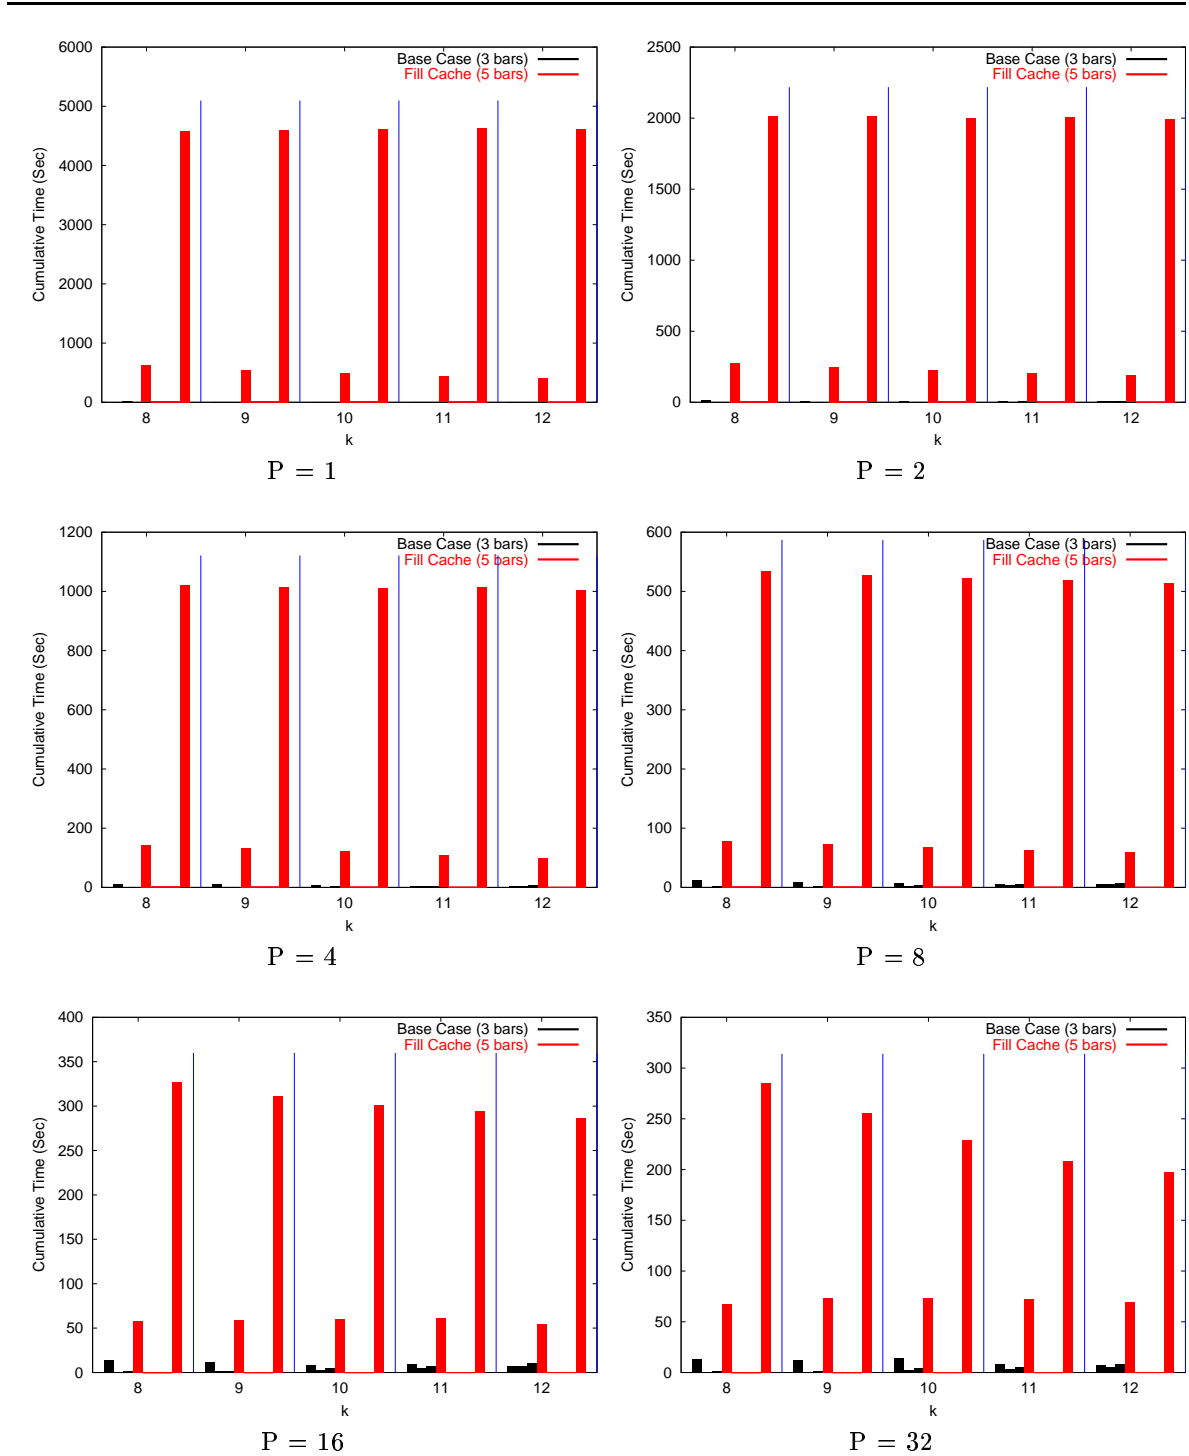 6000
5000
4000
3000
2000
1000
0
Cumulative Time (Sec)
Base Case (3 bars)
Fill Cache (5 bars)
8 9 10 11 12
k
P = 1
2500
2000
1500
1000
500
0
Cumulative Time (Sec)
Base Case (3 bars)
Fill Cache (5 bars)
8 9 10 11 12
k
P = 2
1200
1000
800
600
400
200
0
Cumulative Time (Sec)
Base Case (3 bars)
Fill Cache (5 bars)
8 9 10 11 12
k
P = 4
600
500
400
300
200
100
0
Cumulative Time (Sec)
Base Case (3 bars)
Fill Cache (5 bars)
8 9 10 11 12
k
P = 8
400
350
300
250
200
150
100
50
0
Cumulative Time (Sec)
Base Case (3 bars)
Fill Cache (5 bars)
8 9 10 11 12
k
P = 16
350
300
250
200
150
100
50
0
Cumulative Time (Sec)
Base Case (3 bars)
Fill Cache (5 bars)
8 9 10 11 12
k
P = 32